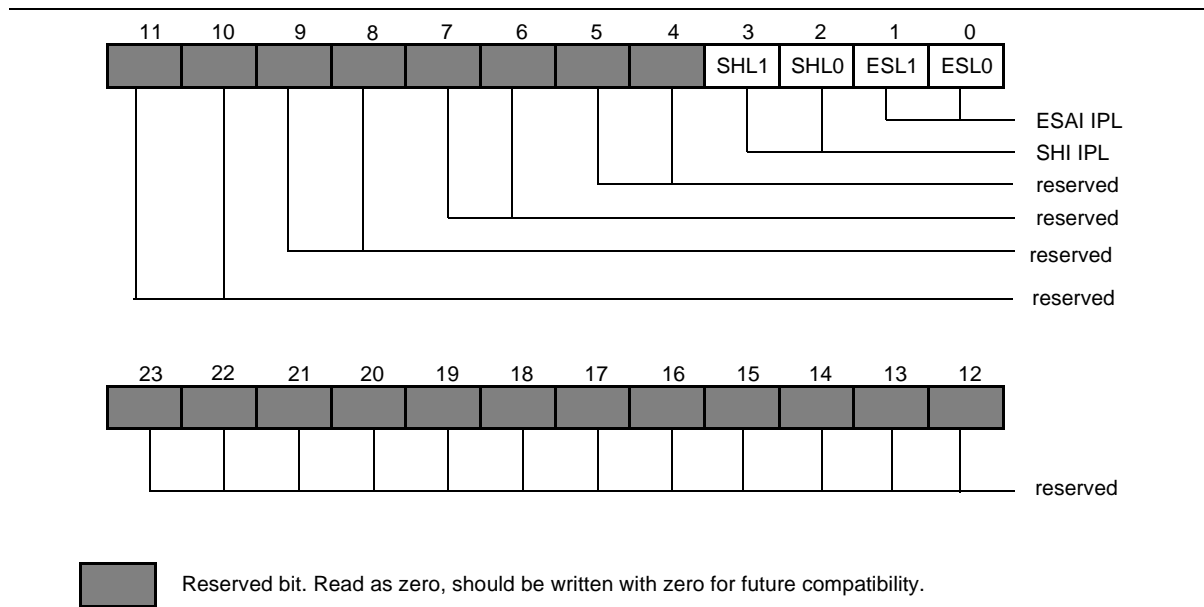 11 10 9 8 7 6 5 4 3 2 1 0
SHL1 SHL0 ESL1 ESL0
ESAI IPL
SHI IPL
reserved
reserved
reserved
reserved
23 22 21 20 19 18 17 16 15 14 13 12
reserved
Reserved bit. Read as zero, should be written with zero for future compatibility.